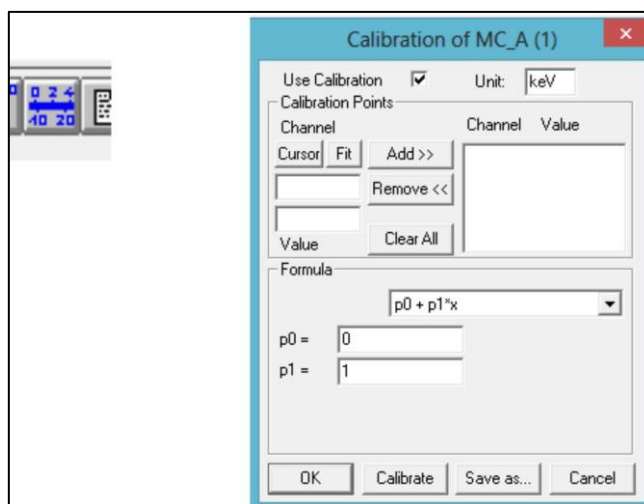 0 2 4
10 20
Calibration of MC_A (1)
x
Use Calibration Unit: keV
Calibration Points
Channel
Channel Value
Cursor Fit Add >>
Remove <<
Value
Clear All
Formula
p0 + p1*x
p0 = 0
p1 = 1
OK Calibrate Save as... Cancel